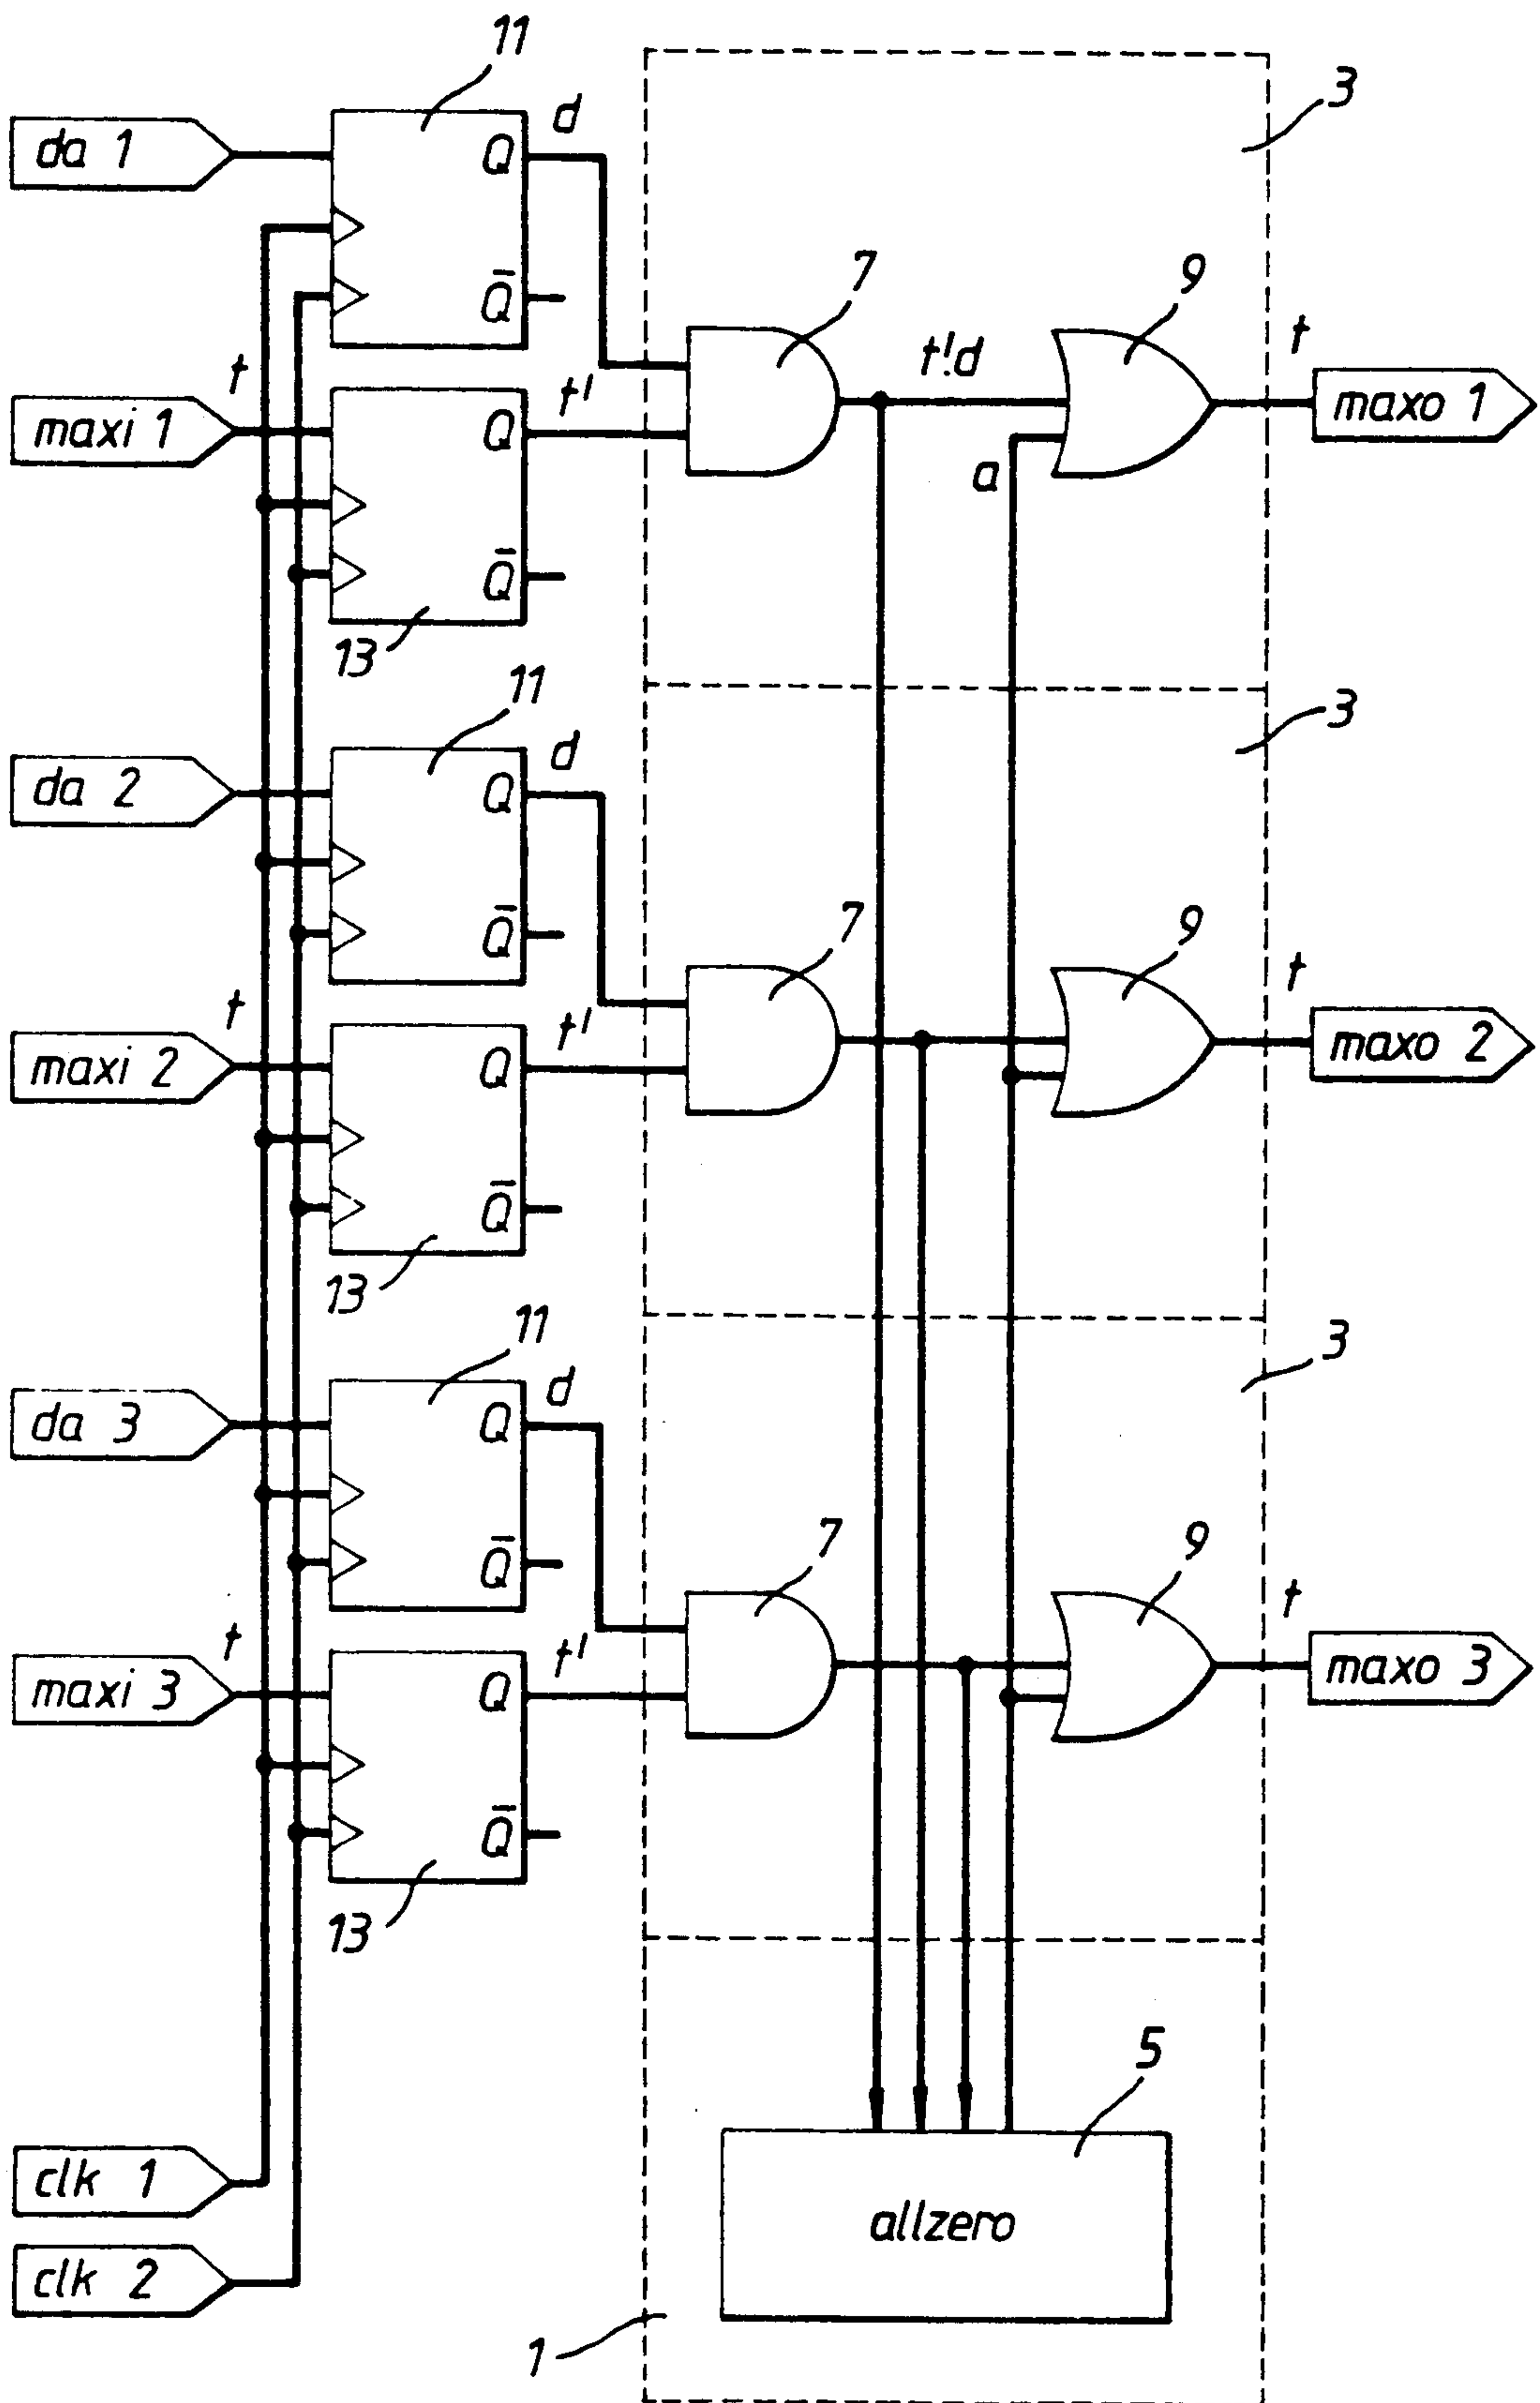 11
3
da 1
Q
d
Q̄
7
9
t
t'
t'.d
t
maxi 1
Q
a
maxo 1
Q̄
13
11
3
da 2
Q
d
Q̄
7
9
t
t'
t
maxi 2
Q
maxo 2
Q̄
13
11
3
da 3
Q
d
Q̄
7
9
t
t'
t
maxi 3
Q
maxo 3
Q̄
13
5
clk 1
allzero
clk 2
1